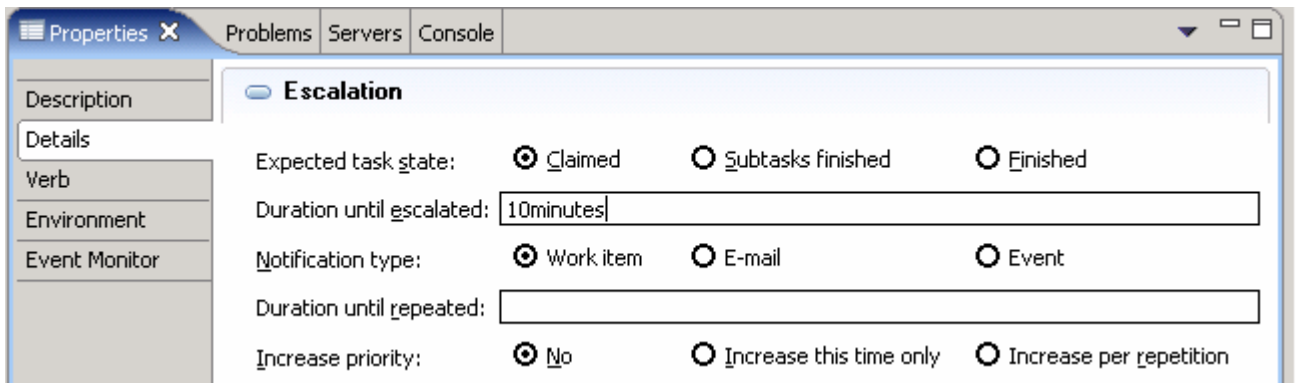 Properties Problems Servers Console
Escalation
Description
Details
Verb
Environment
Event Monitor
Expected task state: Claimed Subtasks finished Finished
Duration until escalated: 10minutes
Notification type: Work item E-mail Event
Duration until repeated:
Increase priority: No Increase this time only Increase per repetition